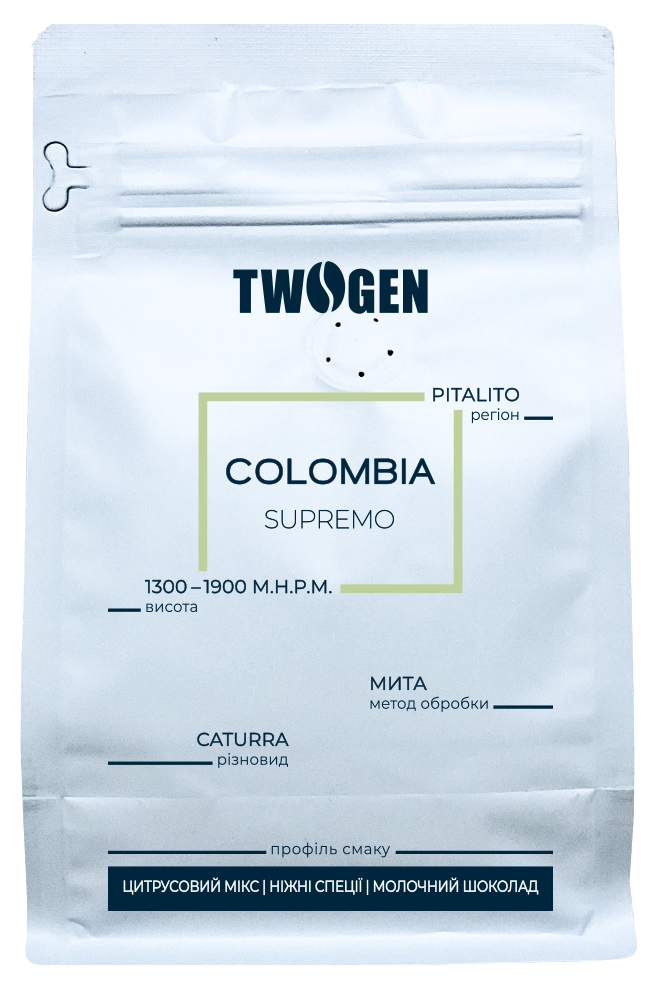 TWOGEN
PITALITO
регіон
COLOMBIA
SUPREMO
1300 – 1900 М.Н.Р.М.
висота
МИТА
метод обробки
CATURRA
різновид
профіль смаку
ЦИТРУСОВИЙ МІКС | НІЖНІ СПЕЦІЇ | МОЛОЧНИЙ ШОКОЛАД